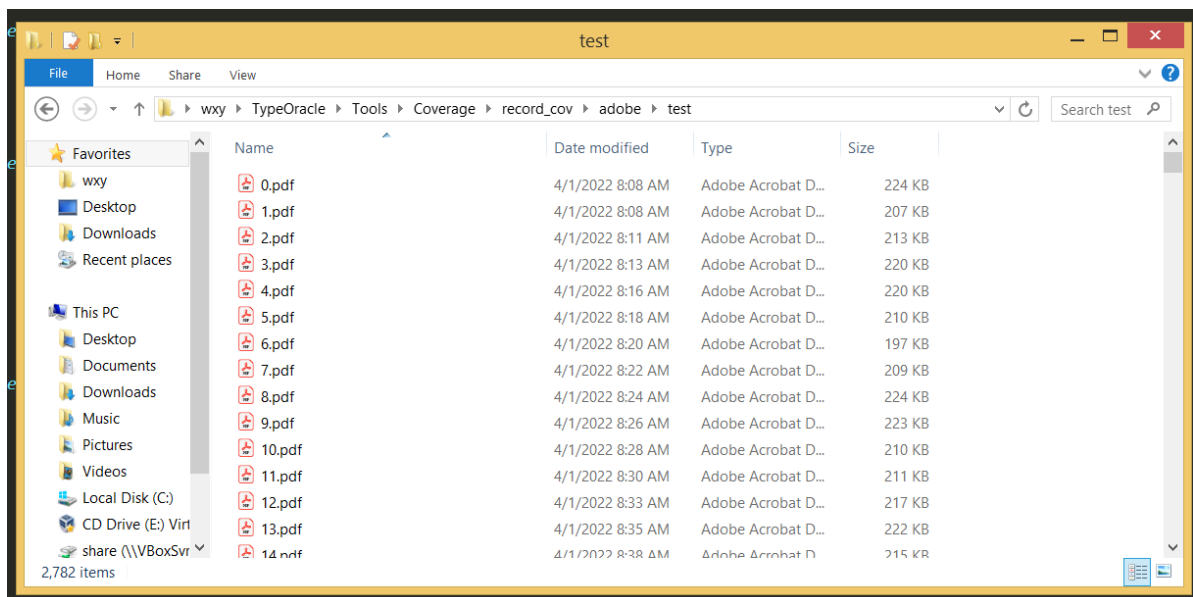 test
File Home Share View
wxy TypeOracle Tools Coverage record_cov adobe test Search test
Favorites
wxy
Desktop
Downloads
Recent places
This PC
Desktop
Documents
Downloads
Music
Pictures
Videos
Local Disk (C:)
CD Drive (E:) Virt
share (\\VBoxSvr
Name Date modified Type Size
0.pdf 4/1/2022 8:08 AM Adobe Acrobat D... 224 KB
1.pdf 4/1/2022 8:08 AM Adobe Acrobat D... 207 KB
2.pdf 4/1/2022 8:11 AM Adobe Acrobat D... 213 KB
3.pdf 4/1/2022 8:13 AM Adobe Acrobat D... 220 KB
4.pdf 4/1/2022 8:16 AM Adobe Acrobat D... 220 KB
5.pdf 4/1/2022 8:18 AM Adobe Acrobat D... 210 KB
6.pdf 4/1/2022 8:20 AM Adobe Acrobat D... 197 KB
7.pdf 4/1/2022 8:22 AM Adobe Acrobat D... 209 KB
8.pdf 4/1/2022 8:24 AM Adobe Acrobat D... 224 KB
9.pdf 4/1/2022 8:26 AM Adobe Acrobat D... 223 KB
10.pdf 4/1/2022 8:28 AM Adobe Acrobat D... 210 KB
11.pdf 4/1/2022 8:30 AM Adobe Acrobat D... 211 KB
12.pdf 4/1/2022 8:33 AM Adobe Acrobat D... 217 KB
13.pdf 4/1/2022 8:35 AM Adobe Acrobat D... 222 KB
14.pdf 4/1/2022 8:38 AM Adobe Acrobat D... 215 KB
2,782 items